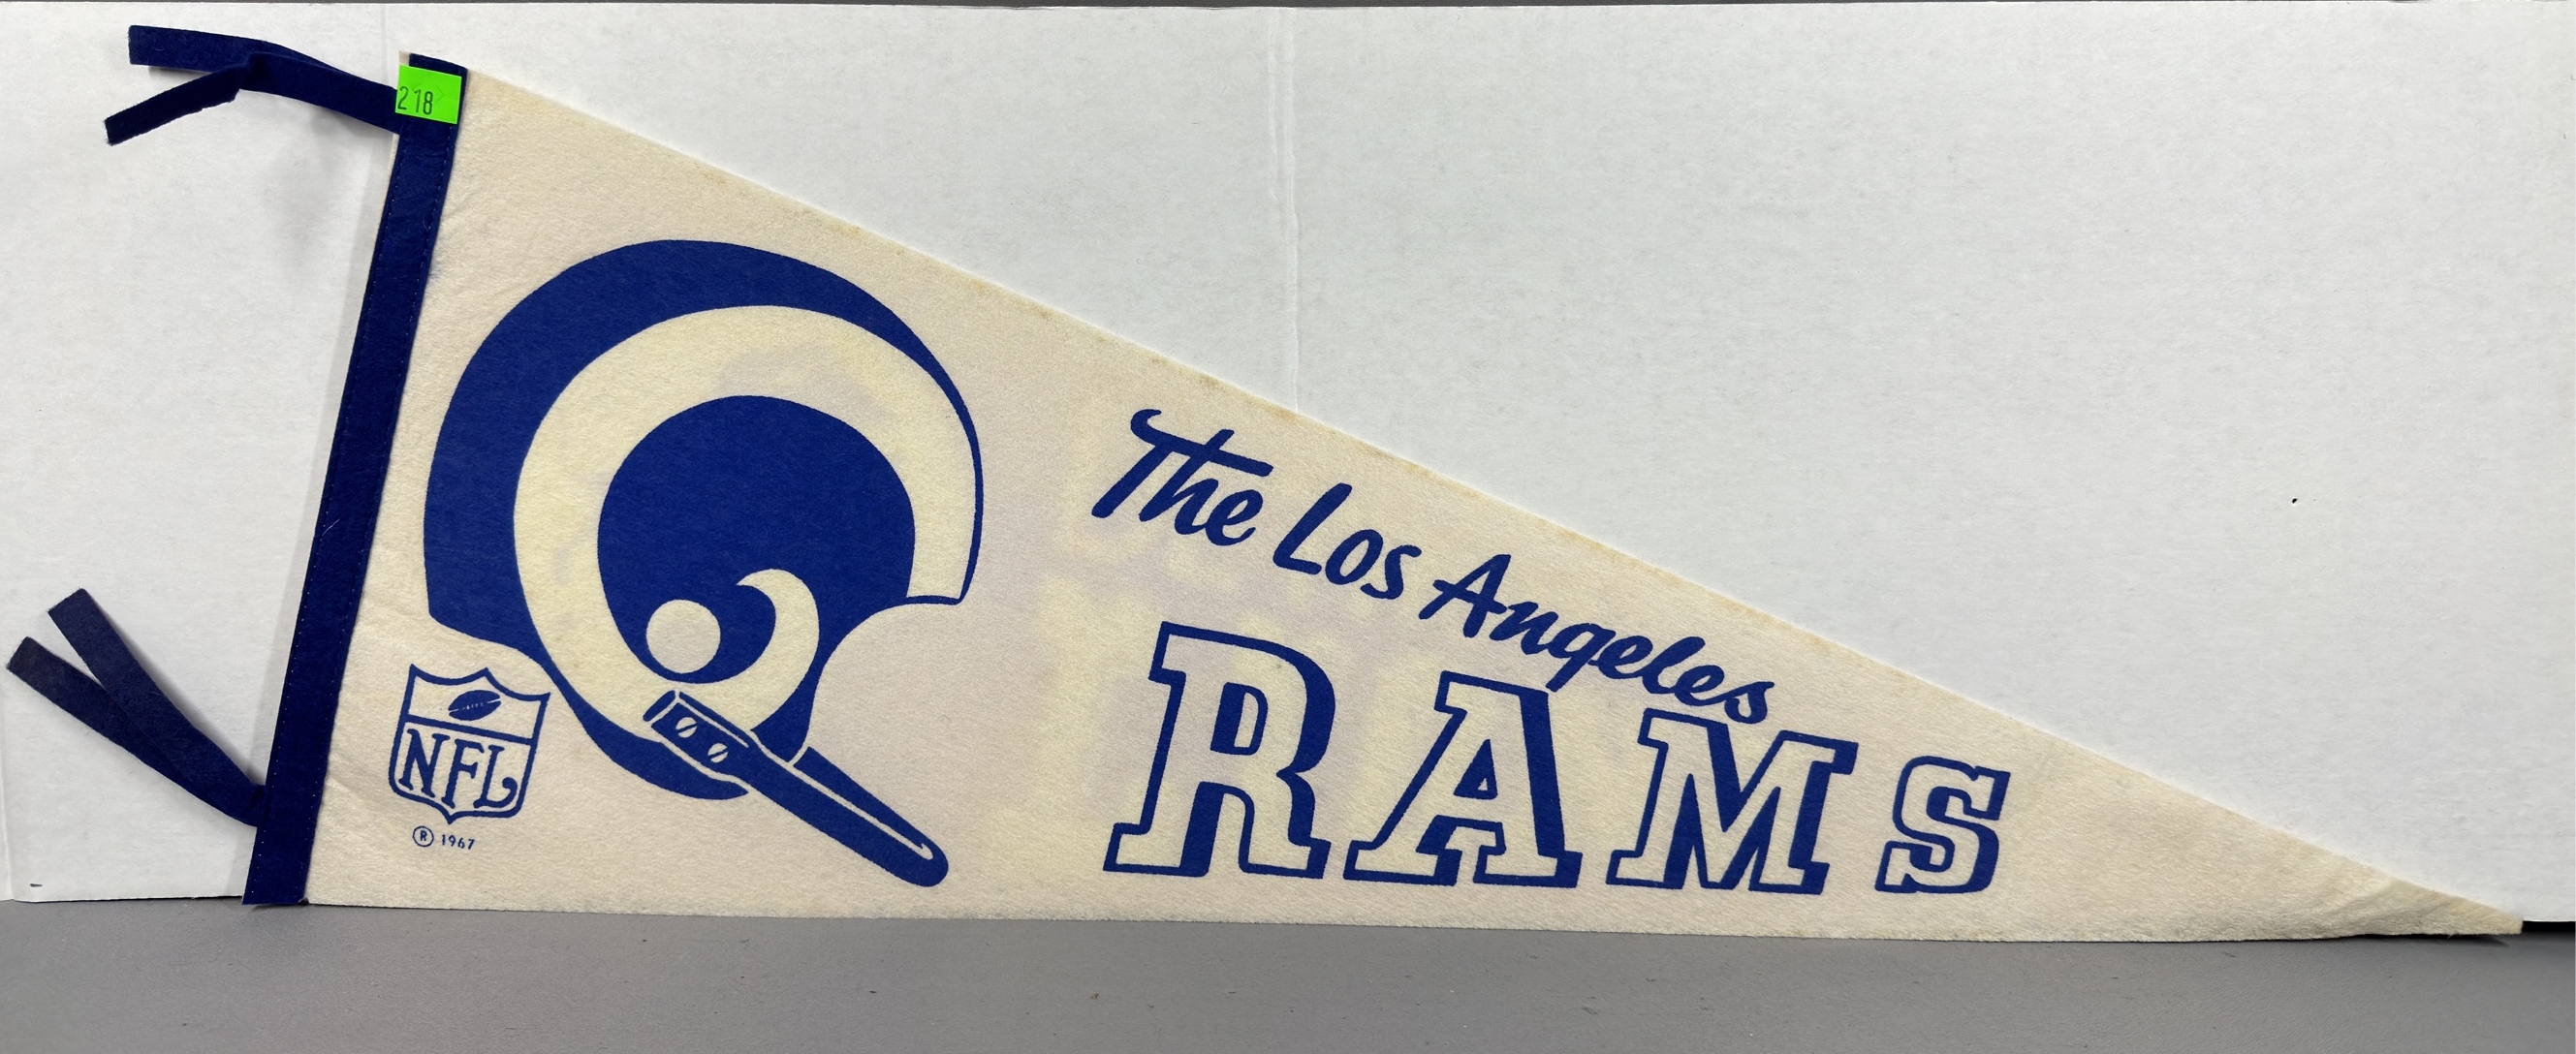 218
The Los Angeles
RAMS
NFL
® 1967